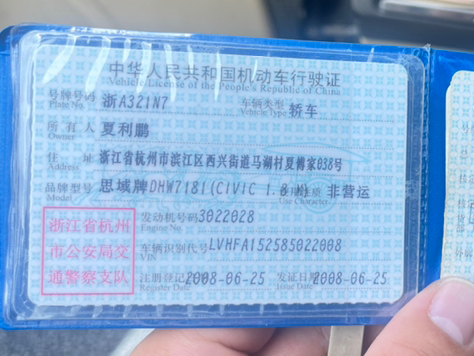 中华人民共和国机动车行驶证
Vehicle License of the People's Republic of China
号牌号码 浙A321N7 车辆类型 轿车
Plate No. Vehicle Type
所有人 夏利鹏
Owner
住址 浙江省杭州市滨江区西兴街道马湖村夏傅家038号
Address
品牌型号 思域牌DHW7181(CIVIC 1.8 非营运
Model Use Character
浙江省杭州
市公安局交
通警察支队
发动机号码 3022028
Engine No.
车辆识别代号 LVHFA152585022008
VIN
注册登记 2008-06-25 发证日期 2008-06-25
Register Date Issue Date